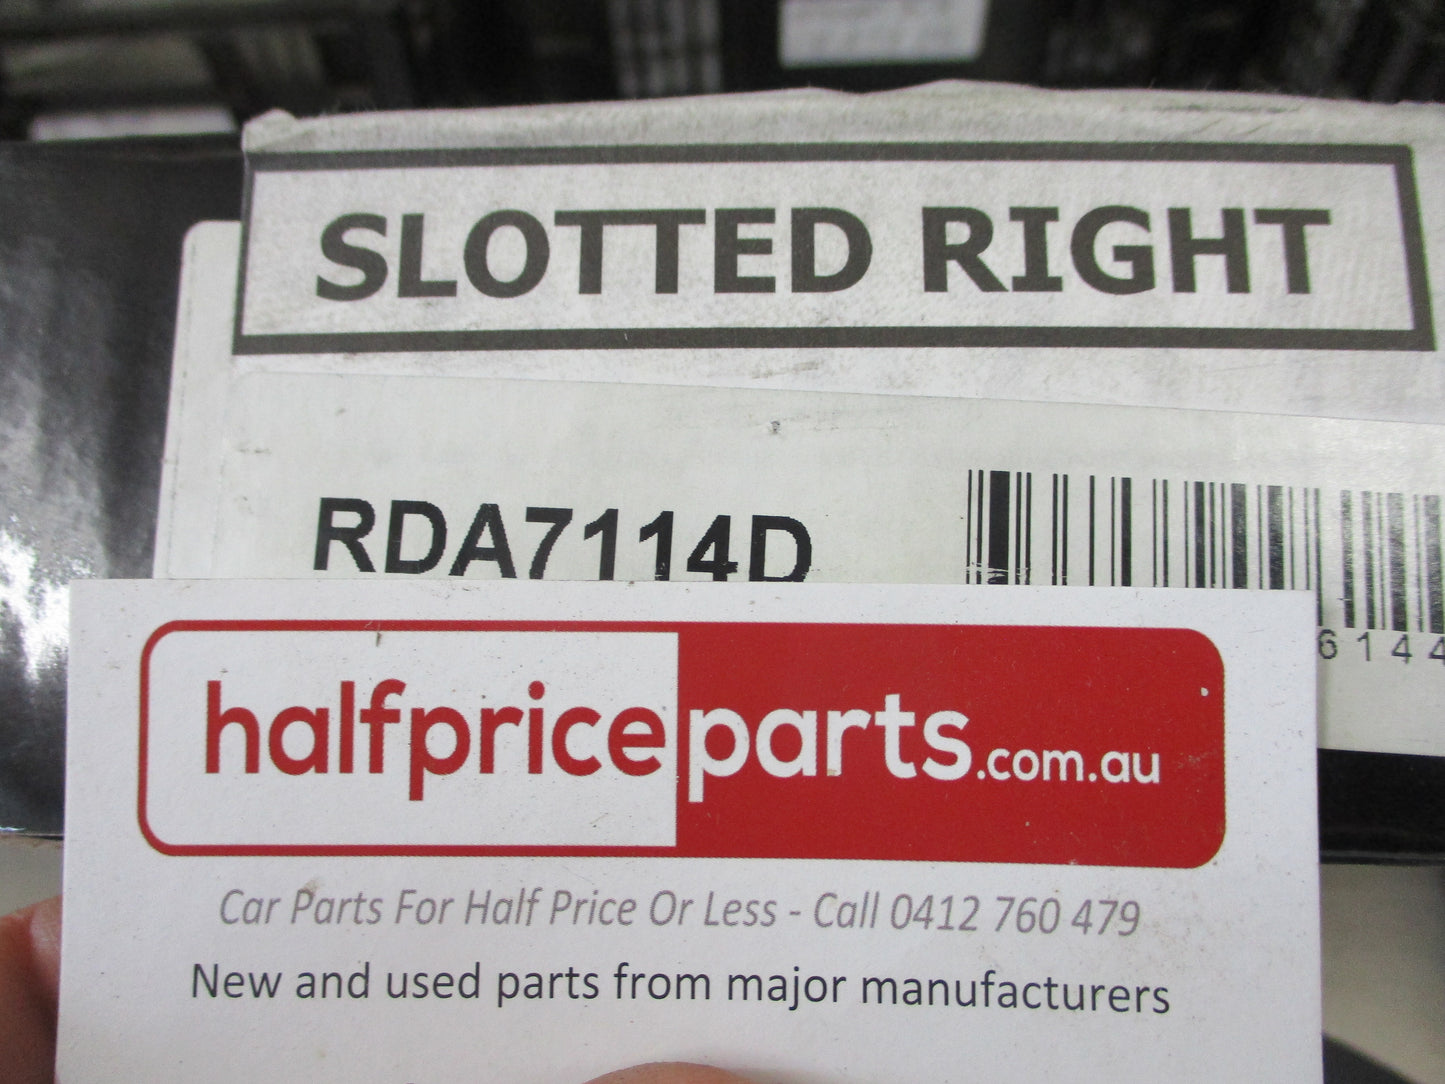 SLOTTED RIGHT
RDA7114D
6144
halfpriceparts.com.au
Car Parts For Half Price Or Less - Call 0412 760 479
New and used parts from major manufacturers